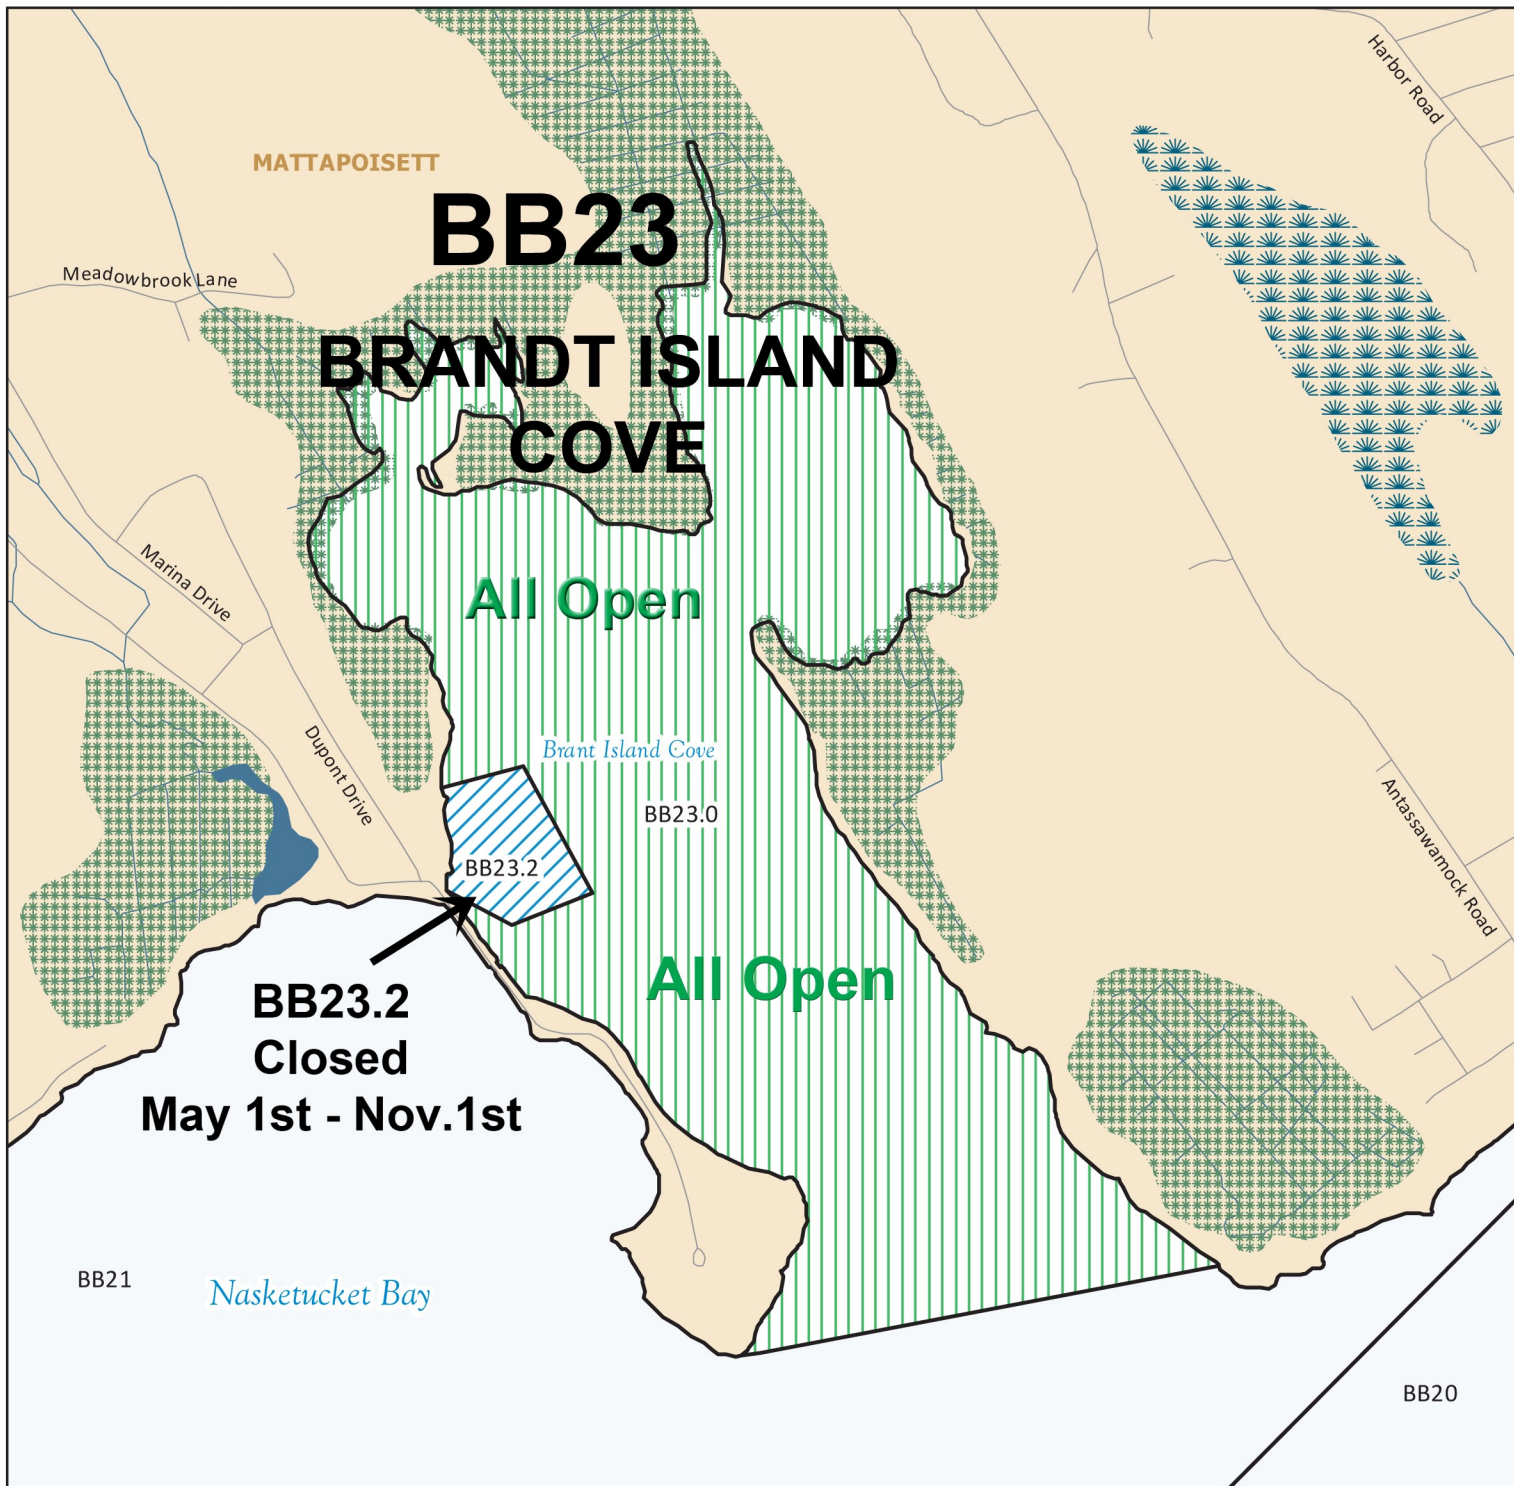 Harbor Road
MATTAPOISETT
BB23
Meadowbrook Lane
BRANDT ISLAND
COVE
Marina Drive
All Open
Dupont Drive
Brant Island Cove
BB23.0
Antassawamock Road
BB23.2
All Open
BB23.2
Closed
May 1st - Nov.1st
BB21
Nasketucket Bay
BB20